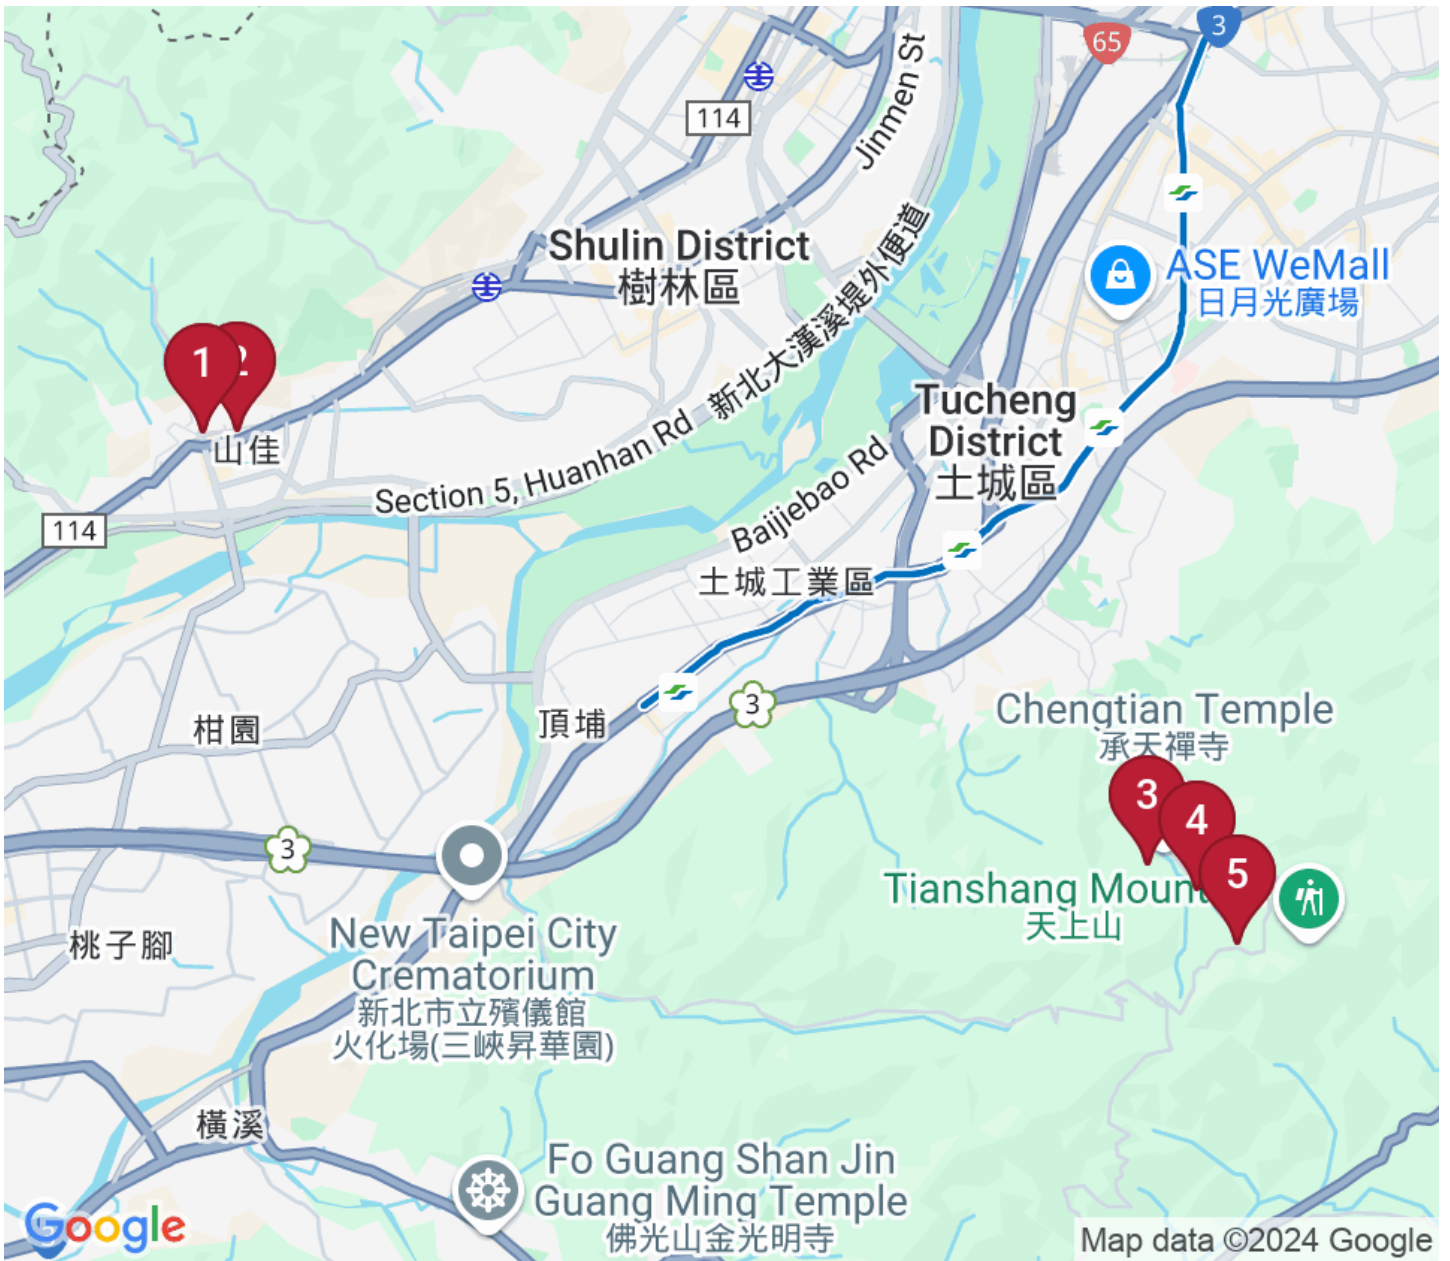 3
65
114
Jinmen St
Shulin District
樹林區
新北大漢溪堤外便道
ASE WeMall
日月光廣場
1
2
山佳
Tucheng
District
土城區
Section 5, Huanhan Rd
Baijiebao Rd
114
土城工業區
3
頂埔
柑園
Chengtian Temple
承天禪寺
3
4
5
3
Tianshang Mount
天上山
桃子腳
New Taipei City
Crematorium
新北市立殯儀館
火化場(三峽昇華園)
橫溪
Fo Guang Shan Jin
Guang Ming Temple
佛光山金光明寺
Google
Map data ©2024 Google